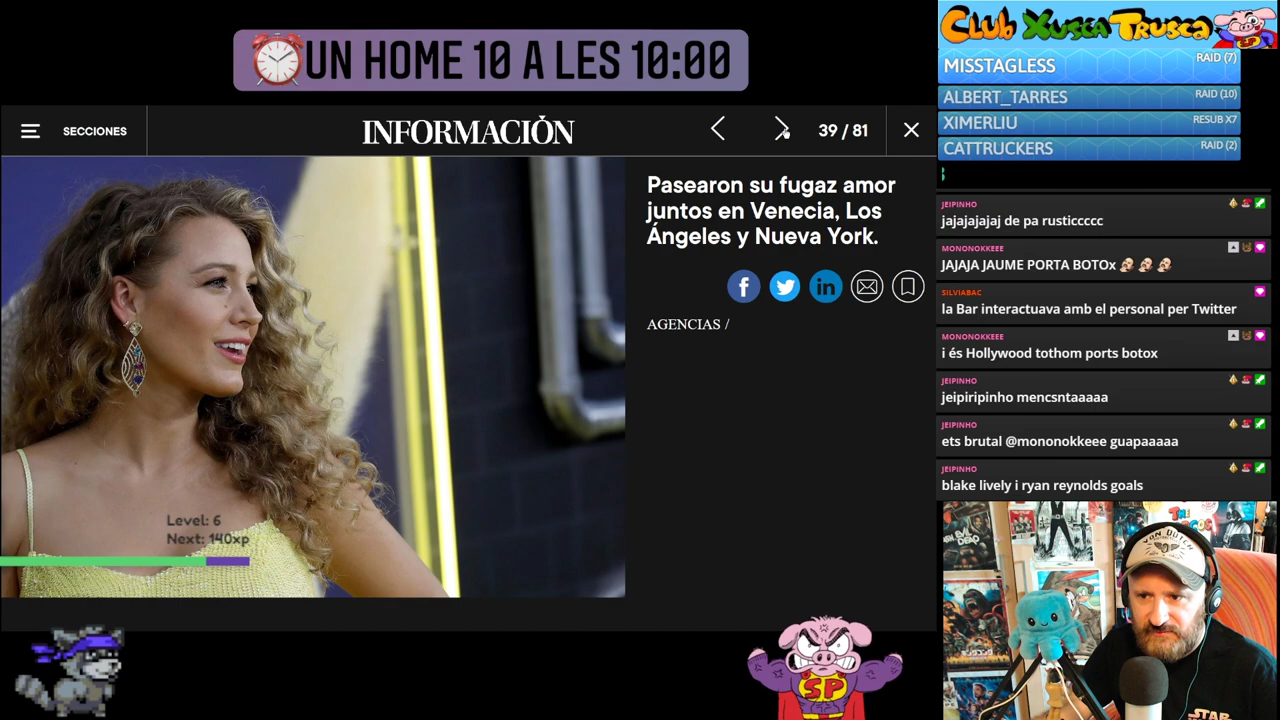 UN HOME 10 A LES 10:00
SECCIONES
INFORMACIÓN
39 / 81
Pasearon su fugaz amor
juntos en Venecia, Los
Ángeles y Nueva York.
AGENCIAS /
Level: 6
Next: 140xp
SP
Club Xusca Trusca
MISSTAGLESS RAID (7)
ALBERT_TARRES RAID (10)
XIMERLIU RESUB X7
CATTRUCKERS RAID (2)
JEIPINHO
jajajajajaj de pa rusticcccc
MONONOKKEEE
JAJAJA JAUME PORTA BOTOx
SILVIABAC
la Bar interactuava amb el personal per Twitter
MONONOKKEEE
i és Hollywood tothom ports botox
JEIPINHO
jeipiripinho mencsntaaaaa
JEIPINHO
ets brutal @mononokkeee guapaaaaa
JEIPINHO
blake lively i ryan reynolds goals
VON DUTCH